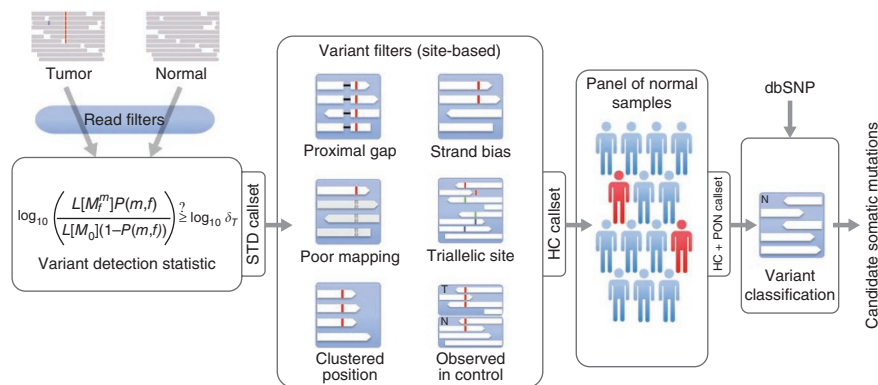 Tumor
Normal
Read filters
log10 (L[M_f^m]P(m,f) / L[M0](1–P(m,f))) ≥? log10 δT
Variant detection statistic
STD callset
Variant filters (site-based)
Proximal gap
Strand bias
Poor mapping
Triallelic site
Clustered
position
T
N
Observed
in control
HC callset
Panel of normal
samples
HC + PON callset
dbSNP
N
Variant
classification
Candidate somatic mutations